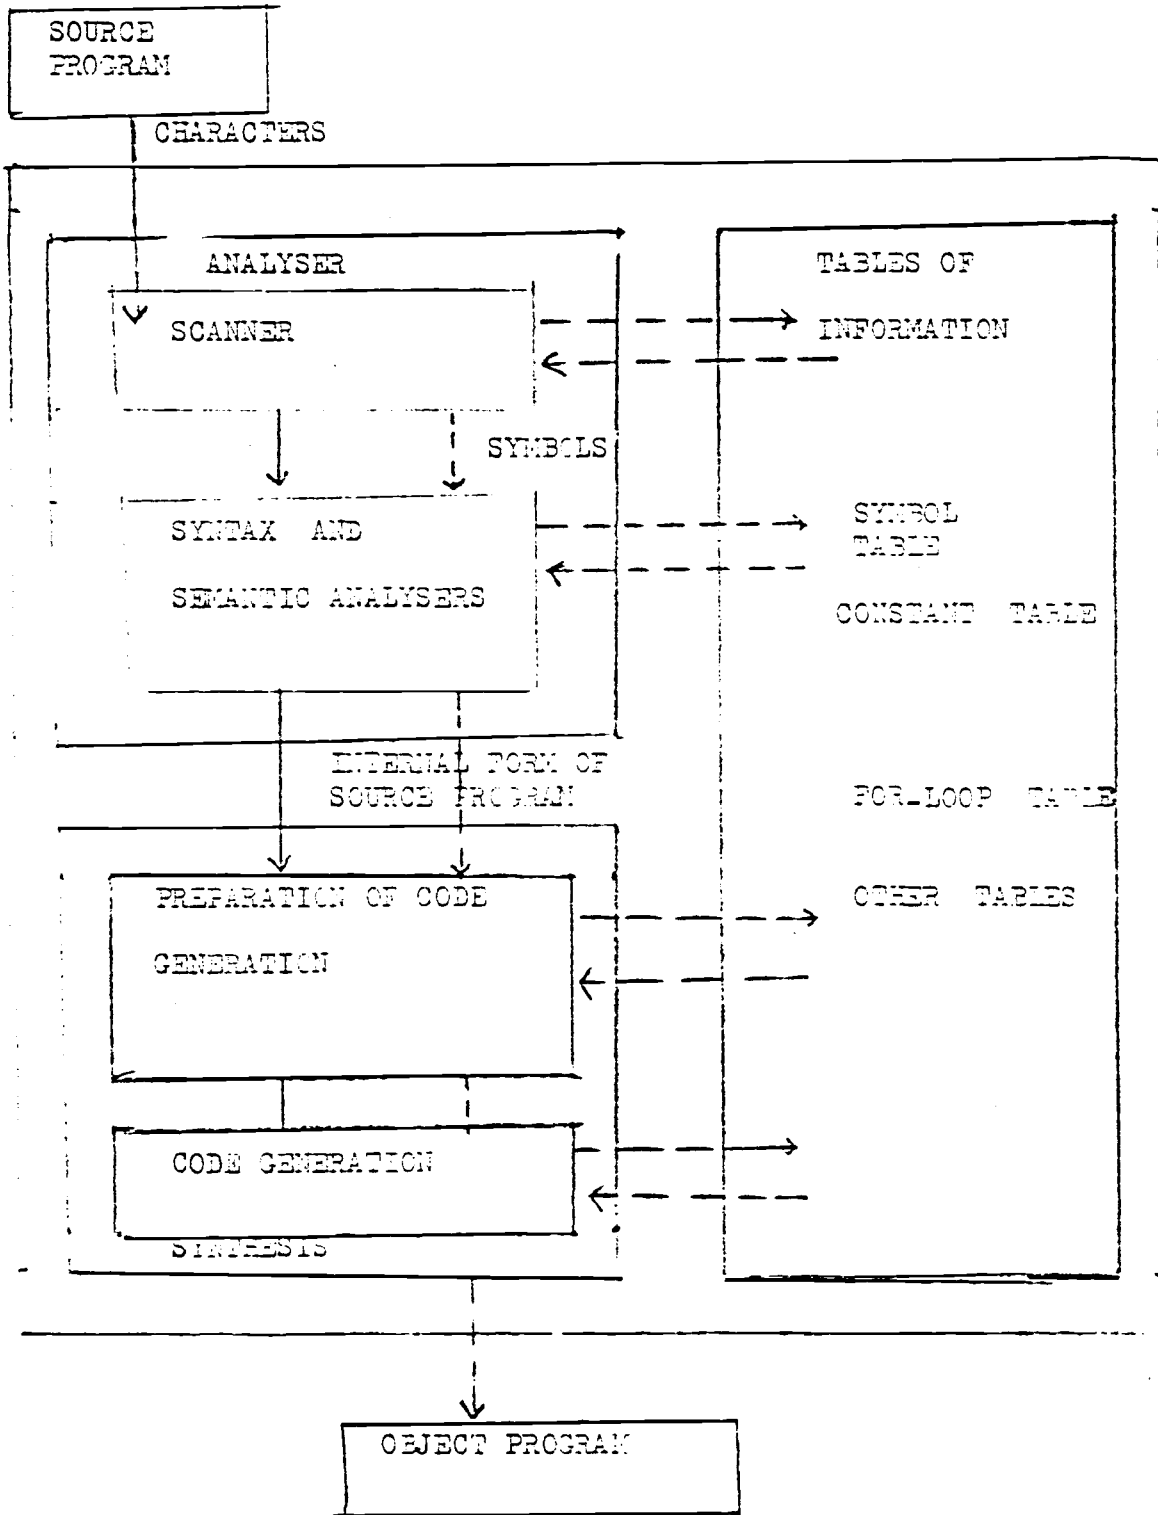 SOURCE
PROGRAM
CHARACTERS
ANALYSER
SCANNER
SYMBOLS
SYNTAX AND
SEMANTIC ANALYSERS
INTERNAL FORM OF
SOURCE PROGRAM
PREPARATION OF CODE
GENERATION
CODE GENERATION
SYNTHESIS
TABLES OF
INFORMATION
SYMBOL
TABLE
CONSTANT TABLE
FOR-LOOP TABLE
OTHER TABLES
OBJECT PROGRAM